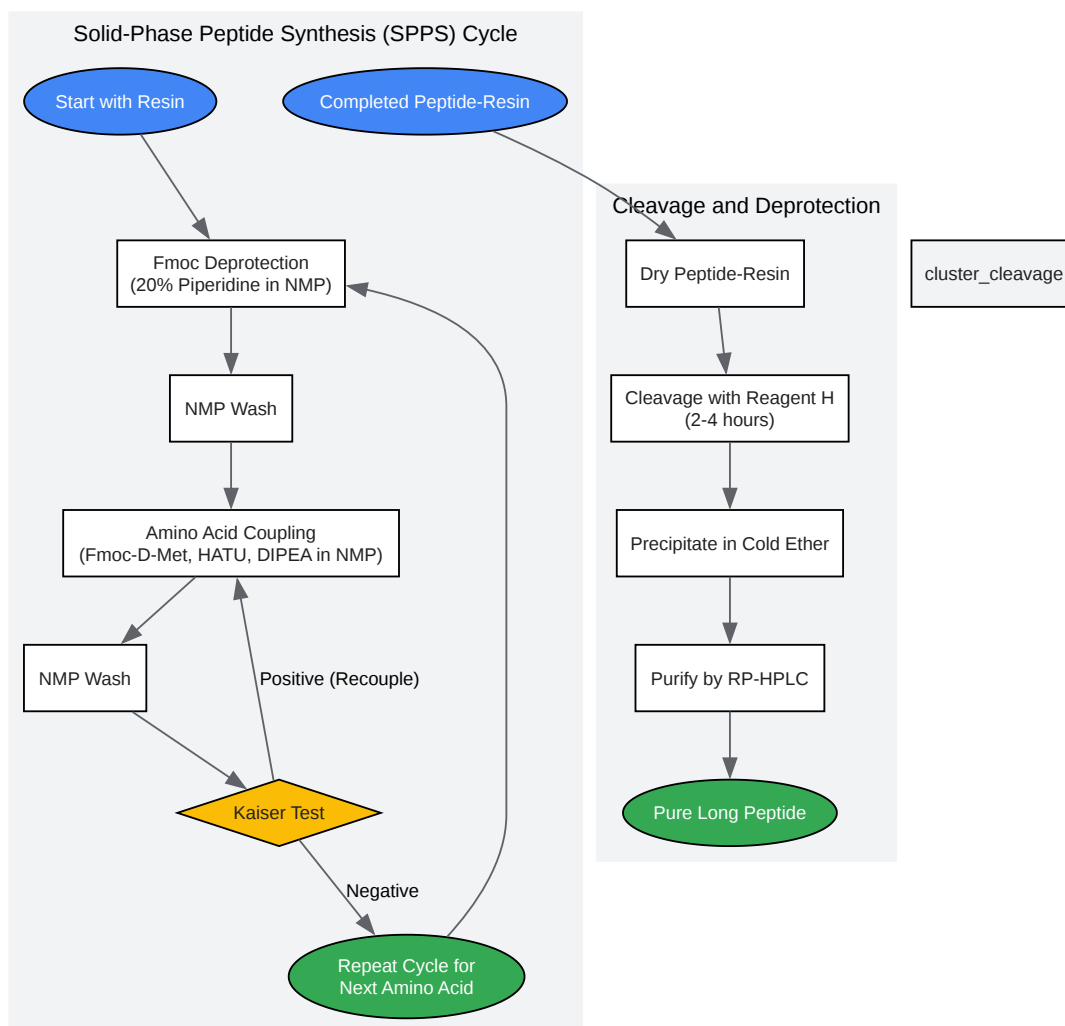 Solid-Phase Peptide Synthesis (SPPS) Cycle
Start with Resin
Completed Peptide-Resin
Fmoc Deprotection
(20% Piperidine in NMP)
NMP Wash
Amino Acid Coupling
(Fmoc-D-Met, HATU, DIPEA in NMP)
NMP Wash
Positive (Recouple)
Kaiser Test
Negative
Repeat Cycle for
Next Amino Acid
Cleavage and Deprotection
Dry Peptide-Resin
Cleavage with Reagent H
(2-4 hours)
Precipitate in Cold Ether
Purify by RP-HPLC
Pure Long Peptide
cluster_cleavage